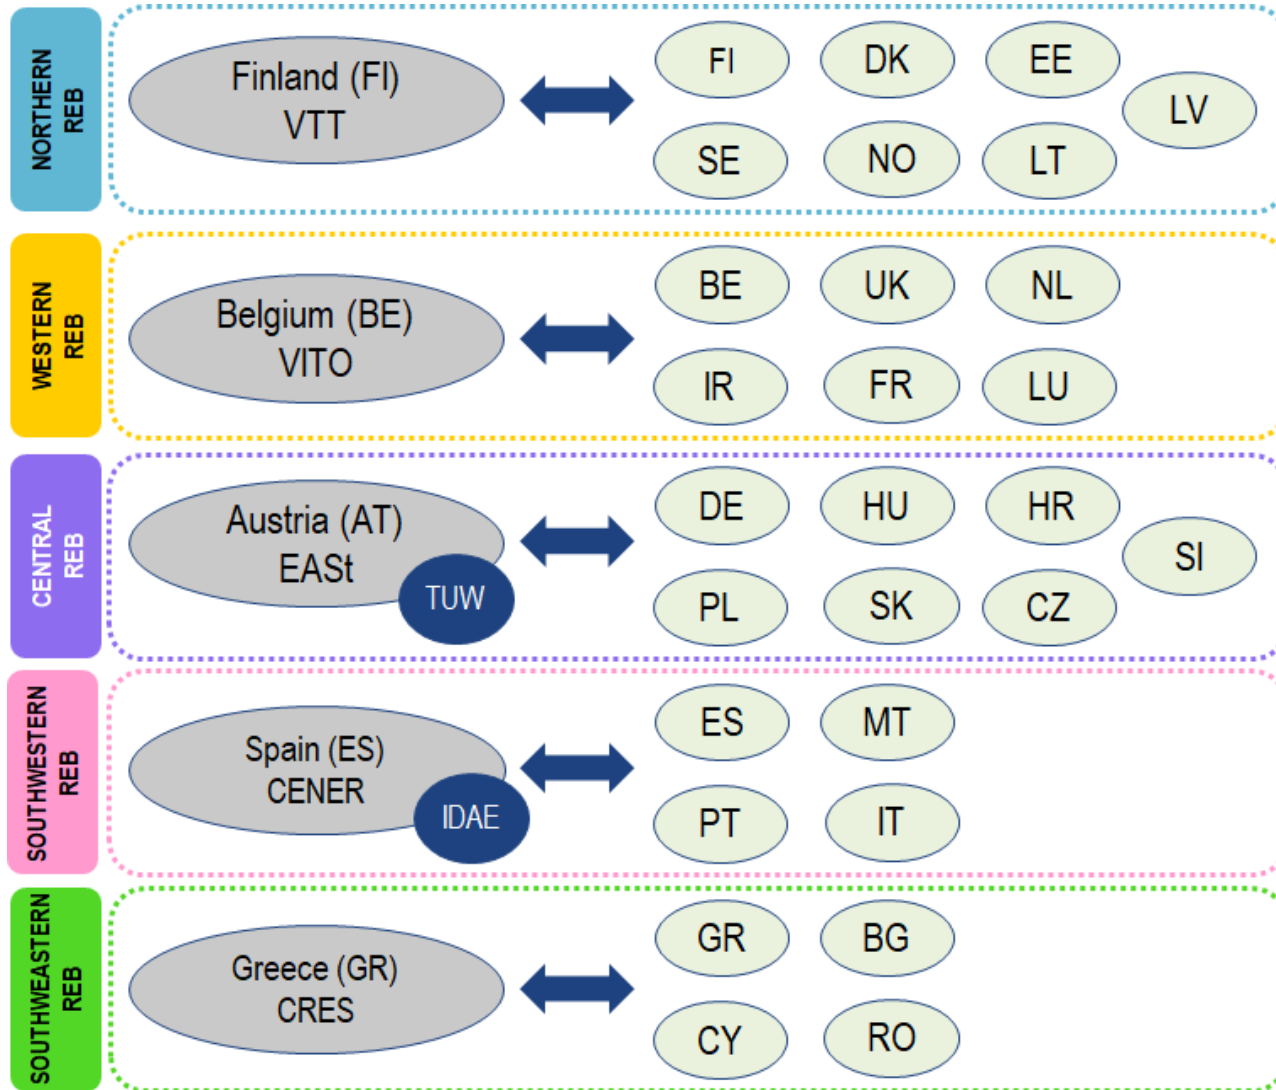 NORTHERN
REB
Finland (FI)
VTT
FI
DK
EE
LV
SE
NO
LT
WESTERN
REB
Belgium (BE)
VITO
BE
UK
NL
IR
FR
LU
CENTRAL
REB
Austria (AT)
EASt
TUW
DE
HU
HR
SI
PL
SK
CZ
SOUTHWESTERN
REB
Spain (ES)
CENER
IDAE
ES
MT
PT
IT
SOUTHWEASTERN
REB
Greece (GR)
CRES
GR
BG
CY
RO